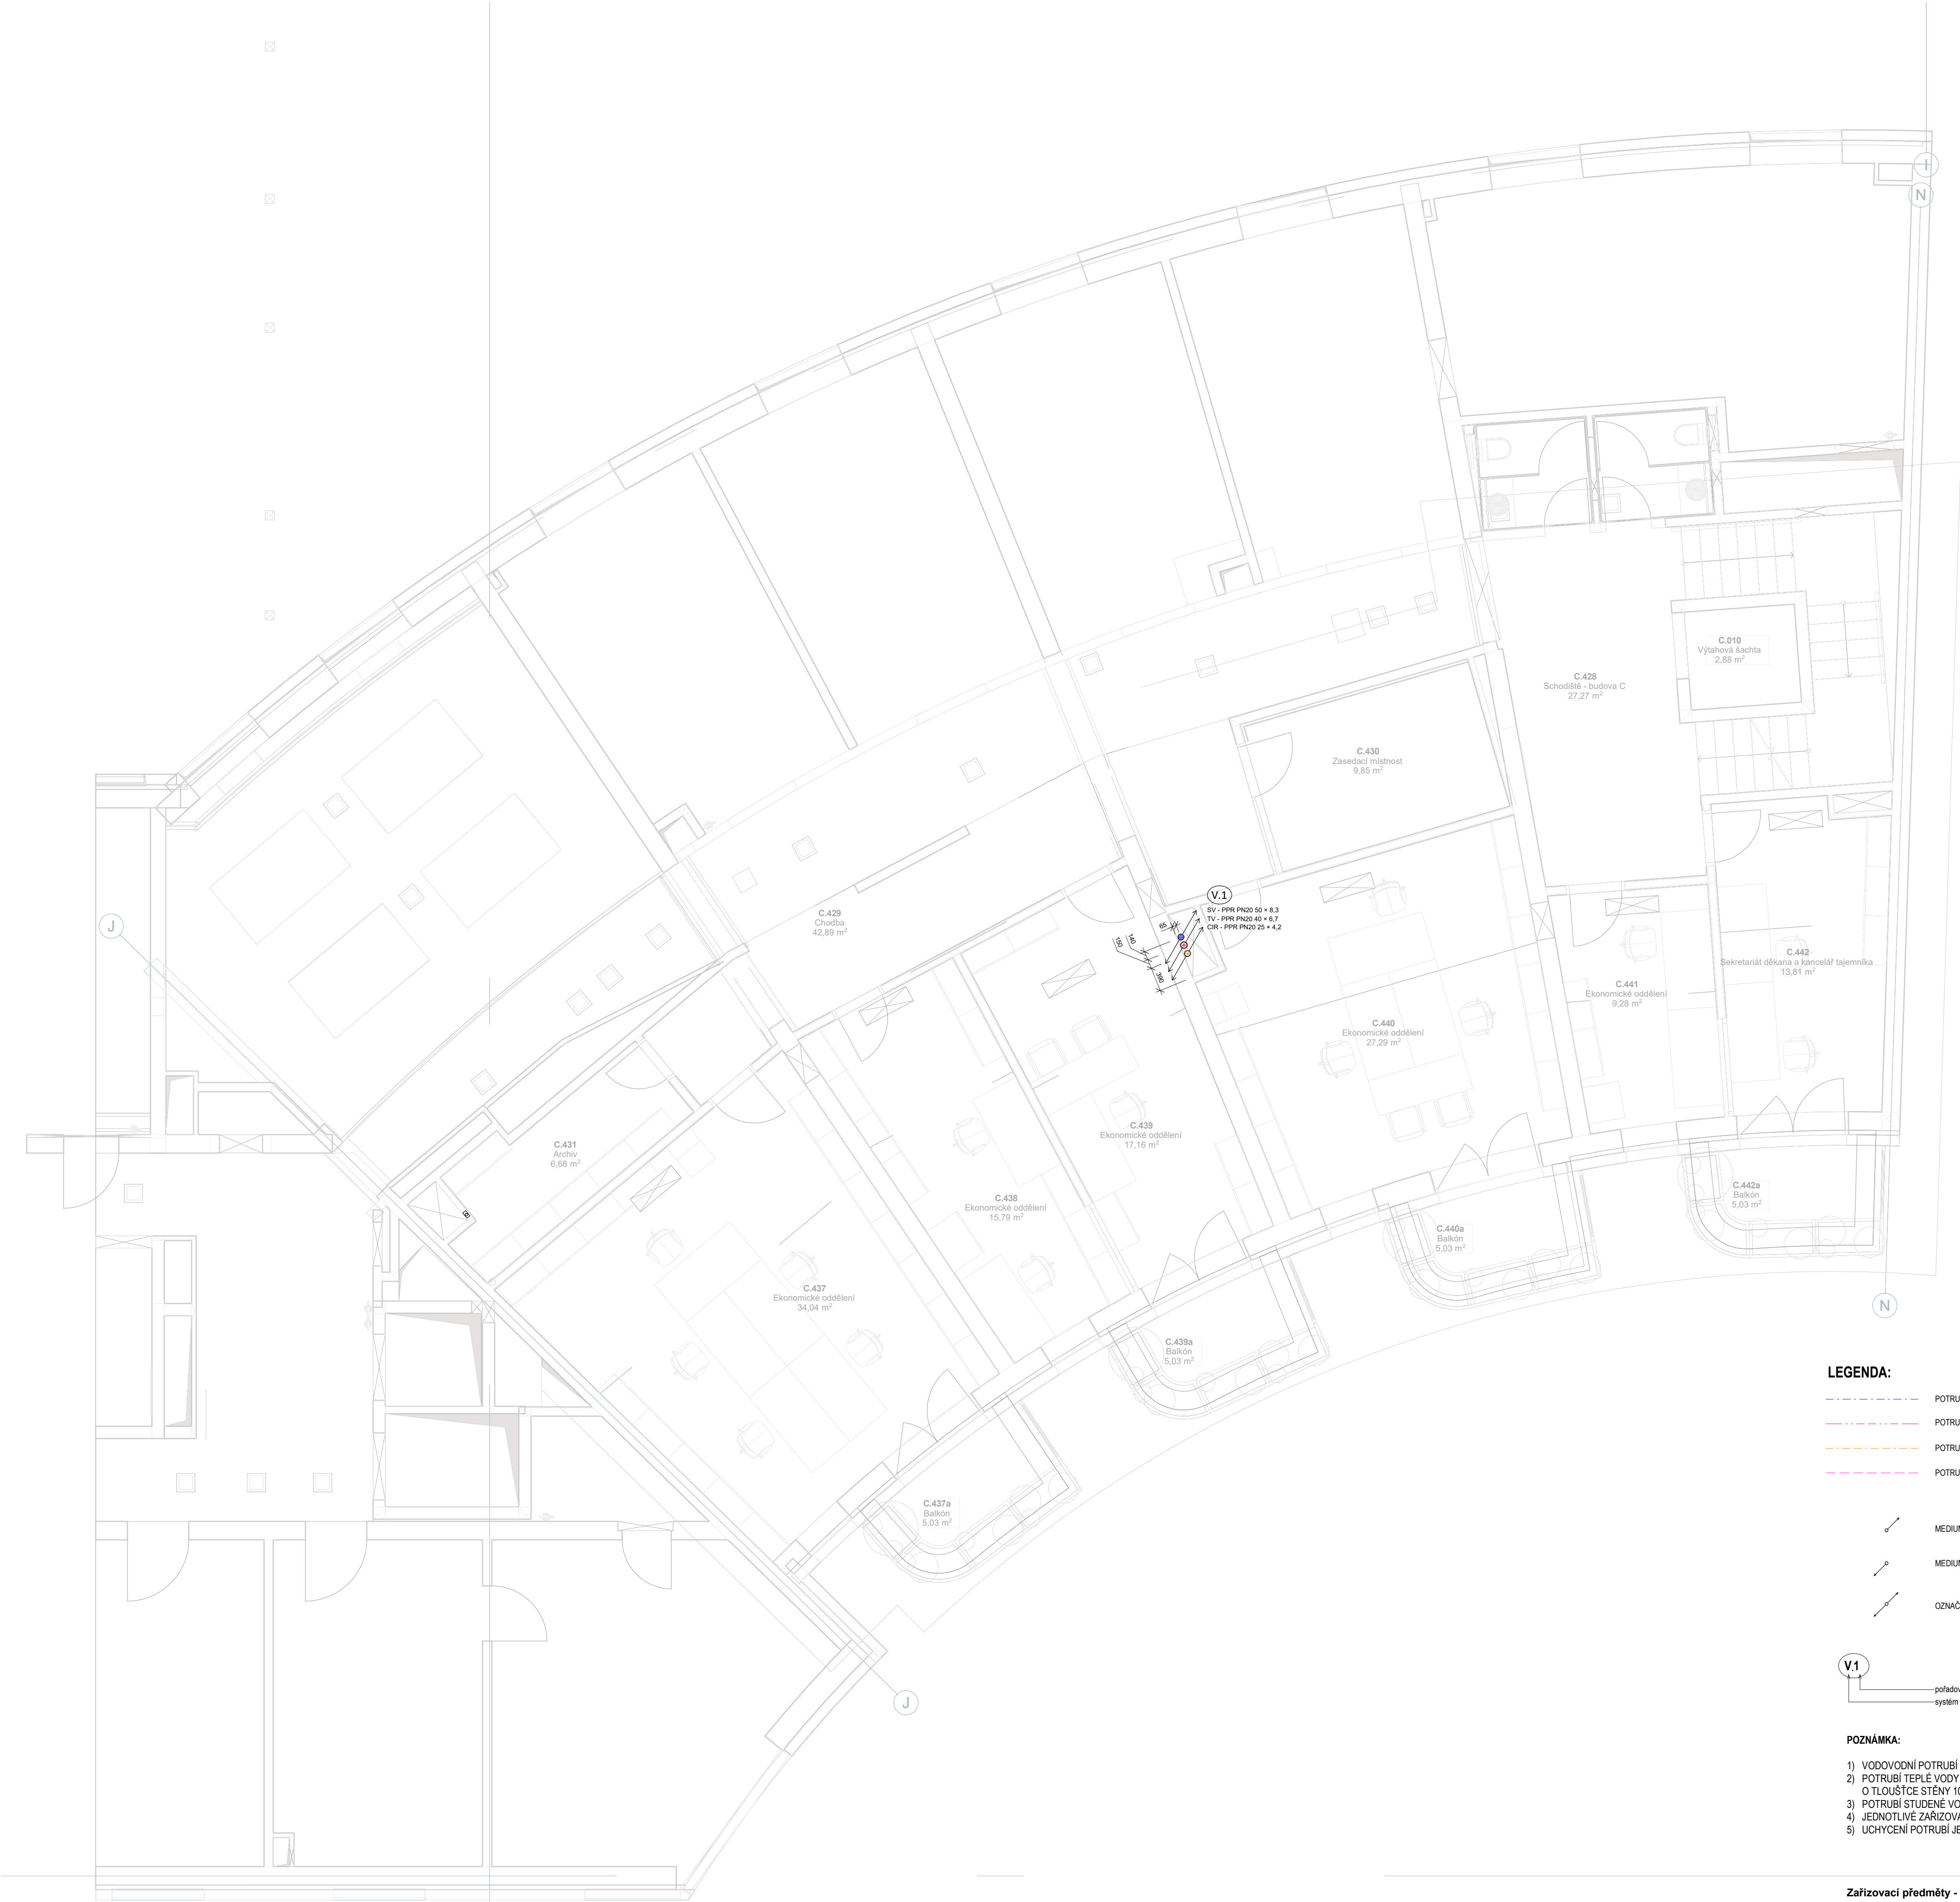 I
N
C.010
Výtahová šachta
2,88 m²
C.428
Schodiště - budova C
27,27 m²
C.430
Zasedací místnost
9,85 m²
V.1
SV - PPR PN20 50 × 8,3
TV - PPR PN20 40 × 6,7
CIR - PPR PN20 25 × 4,2
65
140
150
390
J
C.429
Chodba
42,89 m²
C.442
Sekretariát děkana a kancelář tajemníka
13,81 m²
C.441
Ekonomické oddělení
9,28 m²
C.440
Ekonomické oddělení
27,29 m²
C.439
Ekonomické oddělení
17,16 m²
C.431
Archiv
6,68 m²
C.438
Ekonomické oddělení
15,79 m²
C.442a
Balkón
5,03 m²
C.440a
Balkón
5,03 m²
C.437
Ekonomické oddělení
34,04 m²
N
C.439a
Balkón
5,03 m²
C.437a
Balkón
5,03 m²
J
LEGENDA:
POTRU
POTRU
POTRU
POTRU
MEDIUM
MEDIUM
OZNAČ
V.1
pořadov
systém
POZNÁMKA:
1) VODOVODNÍ POTRUBÍ
2) POTRUBÍ TEPLÉ VODY
O TLOUŠŤCE STĚNY 10
3) POTRUBÍ STUDENÉ VO
4) JEDNOTLIVÉ ZAŘIZOVA
5) UCHYCENÍ POTRUBÍ JE
Zařizovací předměty -